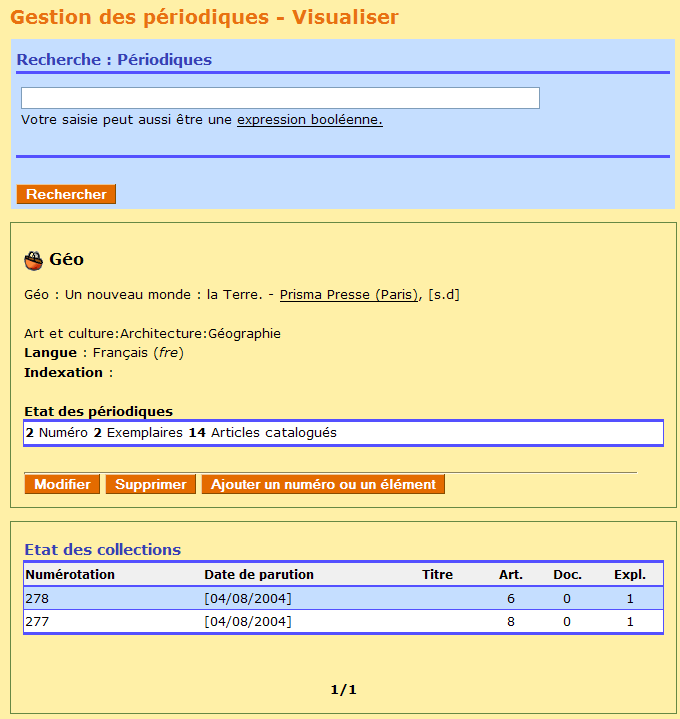 Gestion des périodiques - Visualiser
Recherche : Périodiques
Votre saisie peut aussi être une expression booléenne.
Rechercher
Géo
Géo : Un nouveau monde : la Terre. - Prisma Presse (Paris), [s.d]
Art et culture:Architecture:Géographie
Langue : Français (fre)
Indexation :
Etat des périodiques
2 Numéro 2 Exemplaires 14 Articles catalogués
Modifier Supprimer Ajouter un numéro ou un élément
Etat des collections
Numérotation Date de parution Titre Art. Doc. Expl.
278 [04/08/2004] 6 0 1
277 [04/08/2004] 8 0 1
1/1